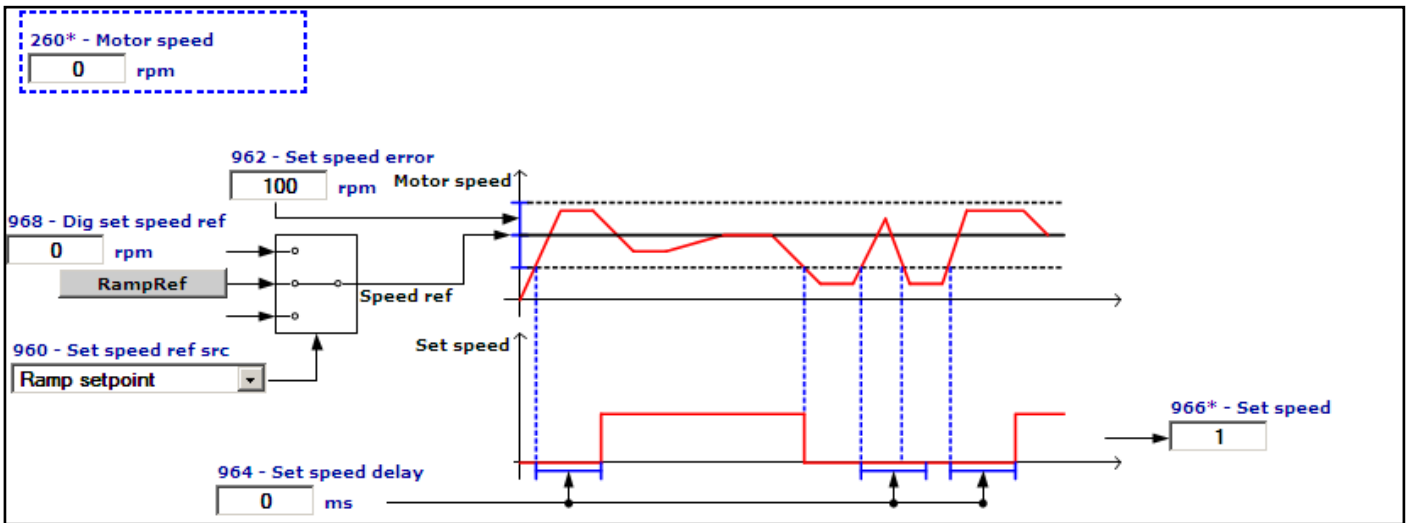 260* - Motor speed
0 rpm
962 - Set speed error
100 rpm
Motor speed
968 - Dig set speed ref
0 rpm
RampRef
Speed ref
960 - Set speed ref src
Ramp setpoint
Set speed
966* - Set speed
1
964 - Set speed delay
0 ms